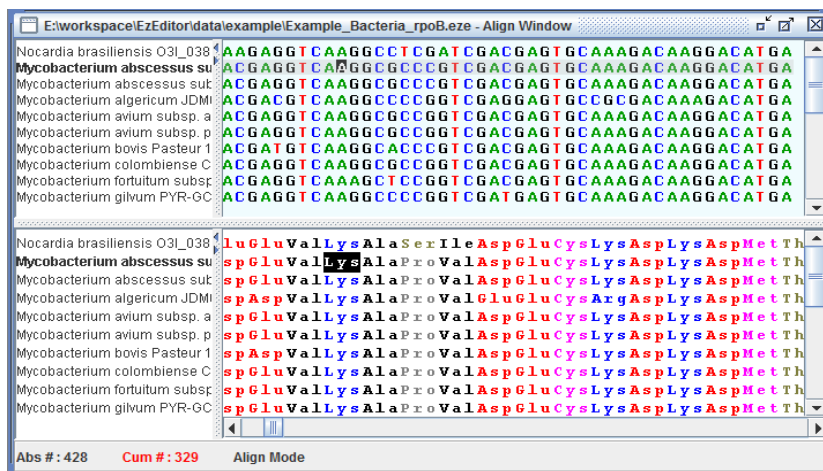 E:\workspace\EzEditor\data\example\Example_Bacteria_rpoB.eze - Align Window
Nocardia brasiliensis O3I_038 AAGAGGTCAAGGCCTCGATCGACGAGTGCAAAGACAAGGACATGA
Mycobacterium abscessus su ACGAGGTCAAGGCGCCCGTCGACGAGTGCAAAGACAAGGACATGA
Mycobacterium abscessus sub ACGAGGTCAAGGCGCCCGTCGACGAGTGCAAAGACAAGGACATGA
Mycobacterium algericum JDM ACGACGTCAAGGCCCCGGTCGAGGAGTGCCGCGACAAAGACATGA
Mycobacterium avium subsp. a ACGAGGTCAAGGCCCCGGTCGACGAGTGCAAAGACAAGGACATGA
Mycobacterium avium subsp. p ACGAGGTCAAGGCCCCGGTCGACGAGTGCAAAGACAAGGACATGA
Mycobacterium bovis Pasteur 1 ACGATGTCAAGGCACCCGTCGACGAGTGCAAAGACAAGGACATGA
Mycobacterium colombiense C ACGAGGTCAAGGCGCCGGTCGACGAGTGCAAAGACAAGGACATGA
Mycobacterium fortuitum subsp ACGAGGTCAAAGCTCCGGTCGACGAGTGCAAAGACAAGGACATGA
Mycobacterium gilvum PYR-GC ACGAGGTCAAGGCCCCGGTCGATGAGTGCAAAGACAAGGACATGA
Nocardia brasiliensis O3I_038 luGluValLysAlaSerIleAspGluCysLysAspLysAspMetTh
Mycobacterium abscessus su spGluValLysAlaProValAspGluCysLysAspLysAspMetTh
Mycobacterium abscessus sub spGluValLysAlaProValAspGluCysLysAspLysAspMetTh
Mycobacterium algericum JDM spAspValLysAlaProValGluGluCysArgAspLysAspMetTh
Mycobacterium avium subsp. a spGluValLysAlaProValAspGluCysLysAspLysAspMetTh
Mycobacterium avium subsp. p spGluValLysAlaProValAspGluCysLysAspLysAspMetTh
Mycobacterium bovis Pasteur 1 spAspValLysAlaProValAspGluCysLysAspLysAspMetTh
Mycobacterium colombiense C spGluValLysAlaProValAspGluCysLysAspLysAspMetTh
Mycobacterium fortuitum subsp spGluValLysAlaProValAspGluCysLysAspLysAspMetTh
Mycobacterium gilvum PYR-GC spGluValLysAlaProValAspGluCysLysAspLysAspMetTh
Abs # : 428 Cum # : 329 Align Mode